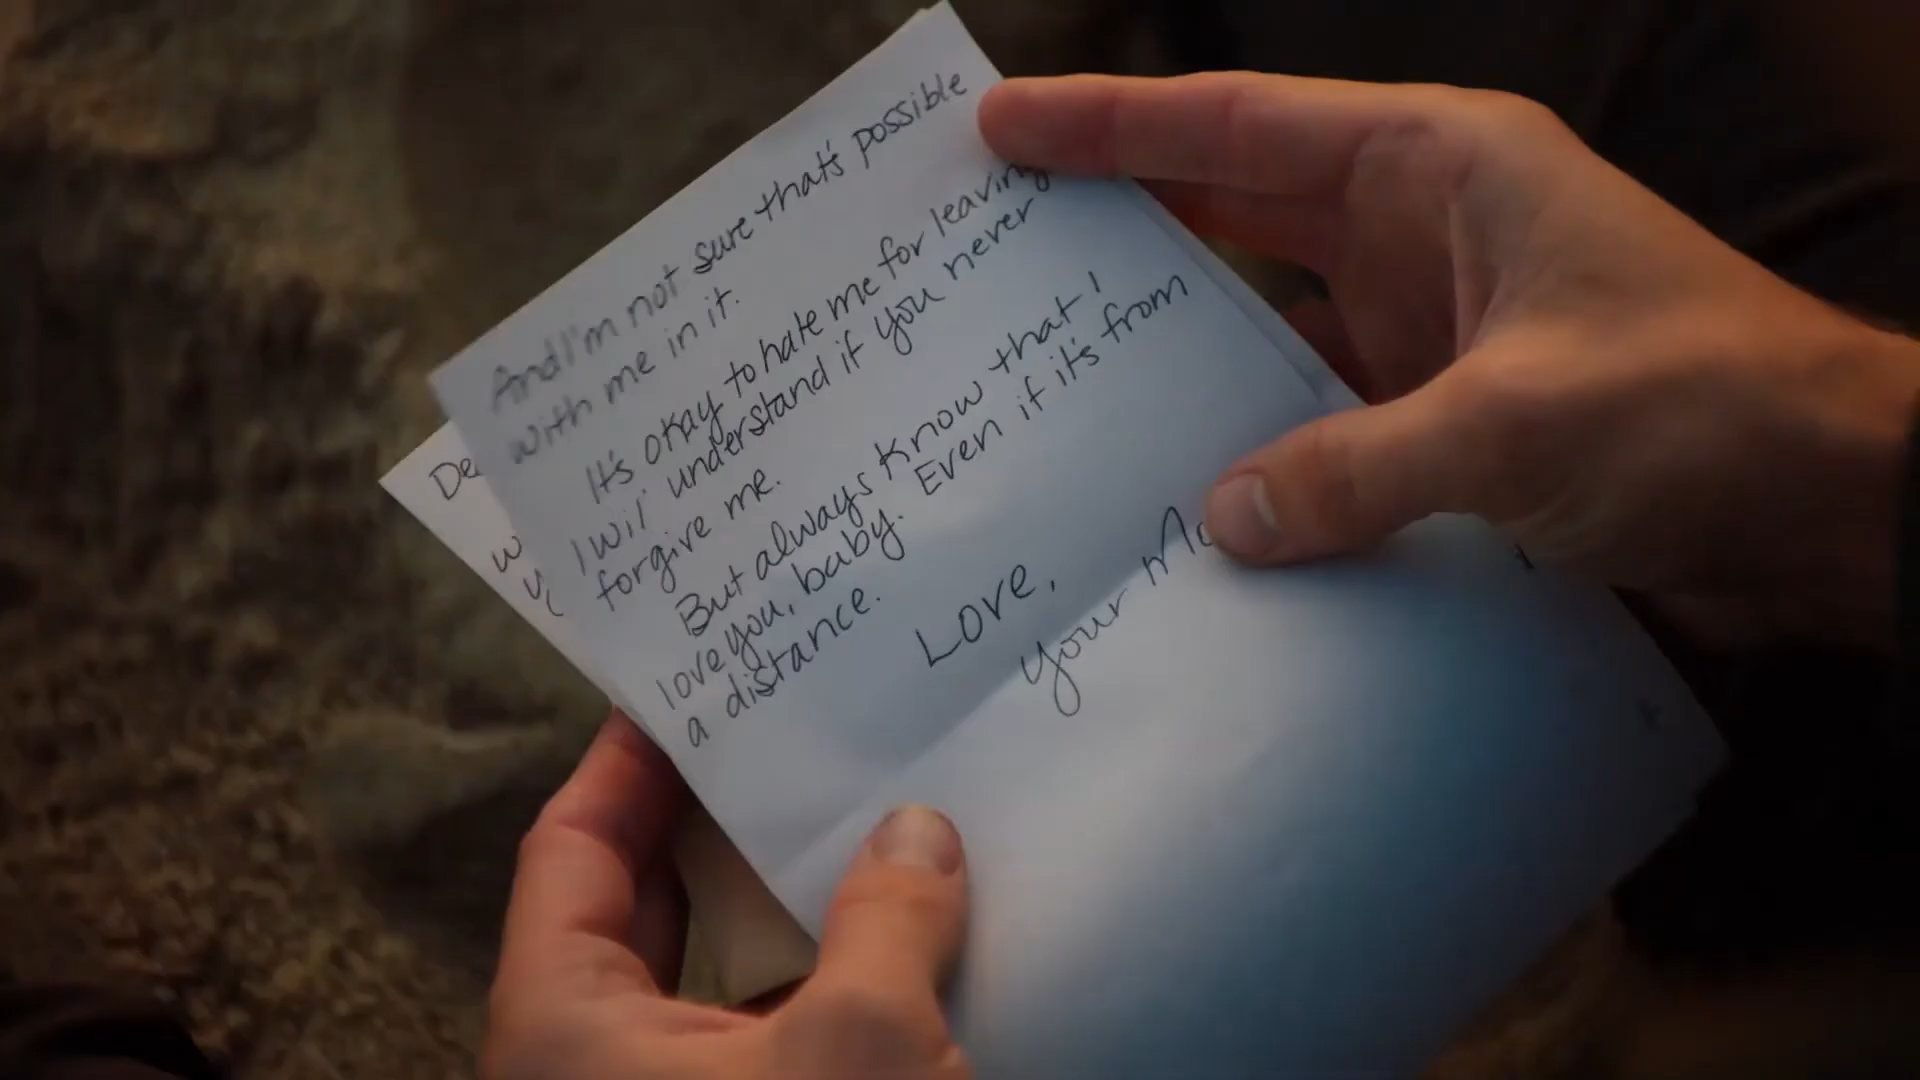 And I'm not sure that's possible
with me in it.
It's okay to hate me for leaving
I will understand if you never
forgive me.
But always know that I
love you, baby. Even if it's from
a distance.
Love,
your